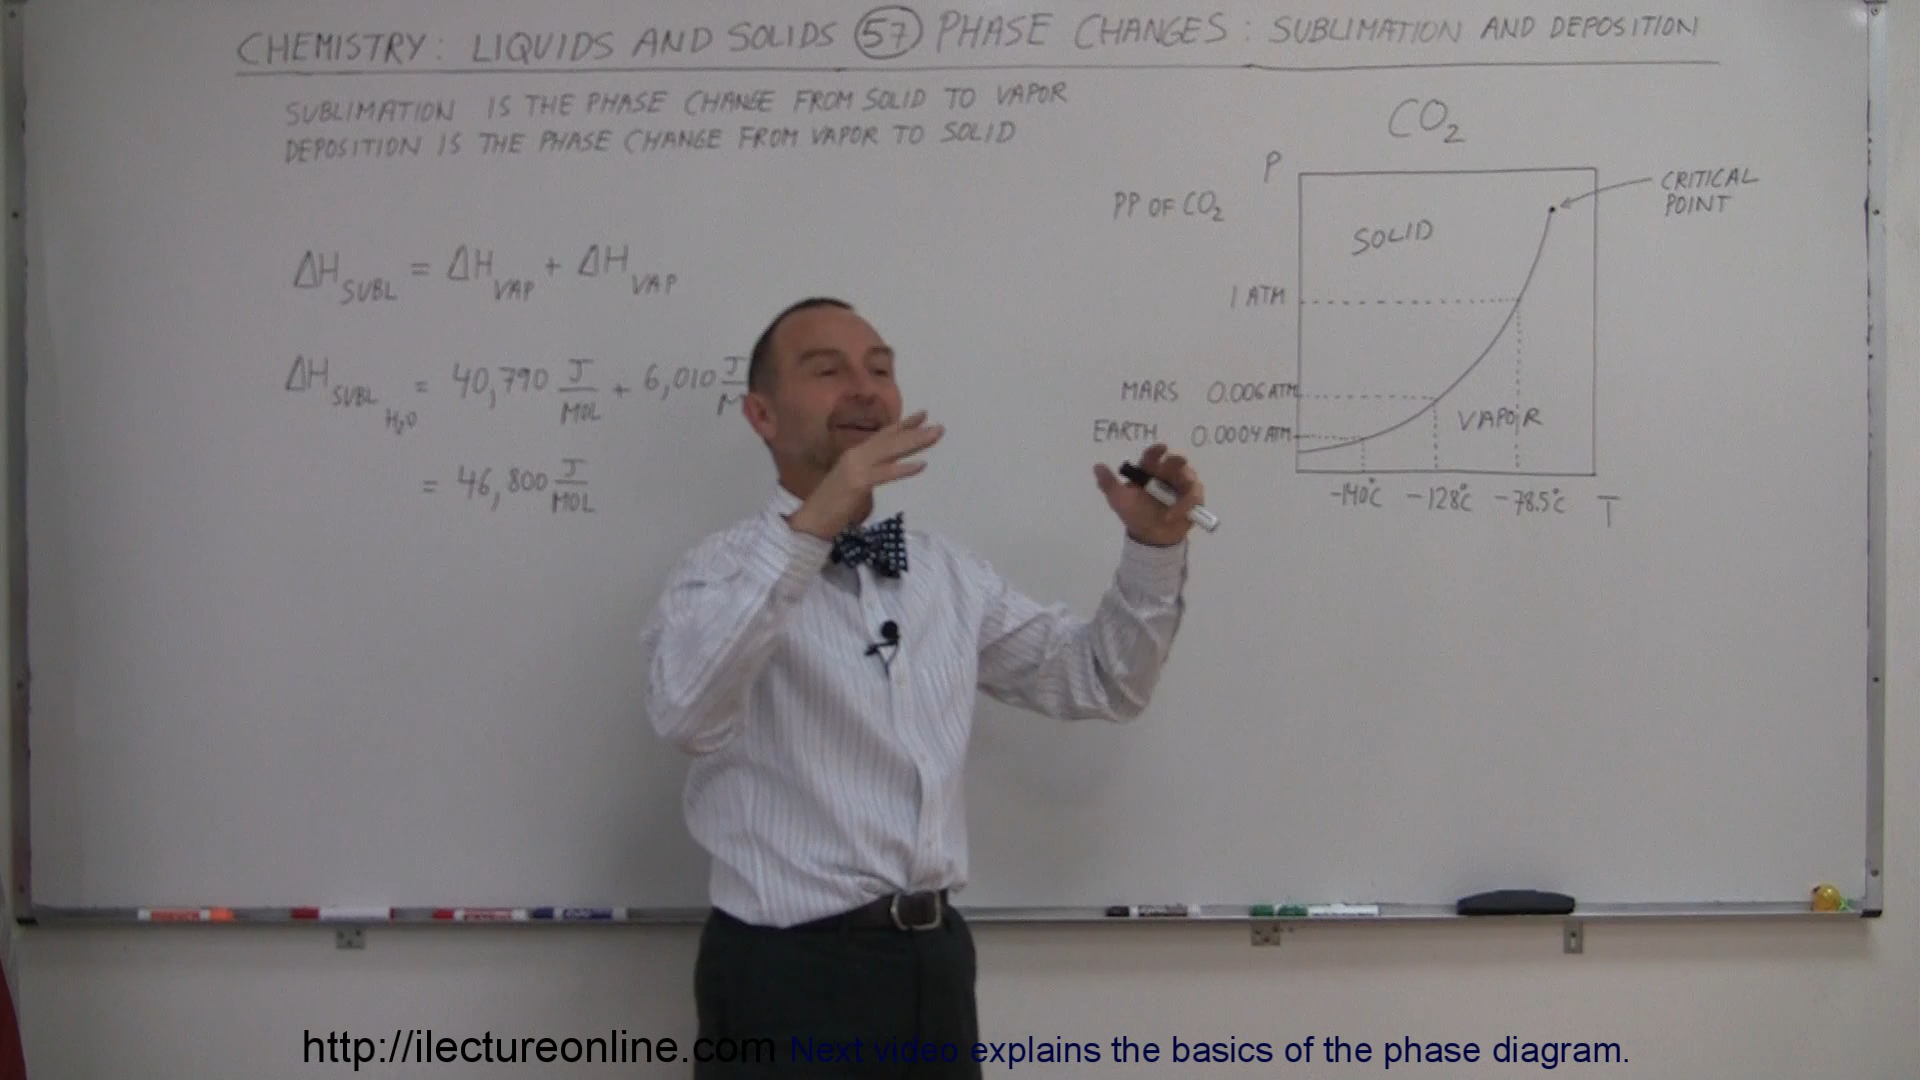 CHEMISTRY: LIQUIDS AND SOLIDS 57 PHASE CHANGES: SUBLIMATION AND DEPOSITION
SUBLIMATION IS THE PHASE CHANGE FROM SOLID TO VAPOR
DEPOSITION IS THE PHASE CHANGE FROM VAPOR TO SOLID
ΔH SUBL = ΔH VAP + ΔH VAP
ΔH SUBL H₂O = 40,790 J/MOL + 6,010 J/M
= 46,800 J/MOL
CO₂
P
PP OF CO₂
SOLID
CRITICAL
POINT
1 ATM
MARS 0.006 ATM
EARTH 0.0004 ATM
VAPOR
-140°C -128°C -78.5°C T
http://ilectureonline.com Next video explains the basics of the phase diagram.